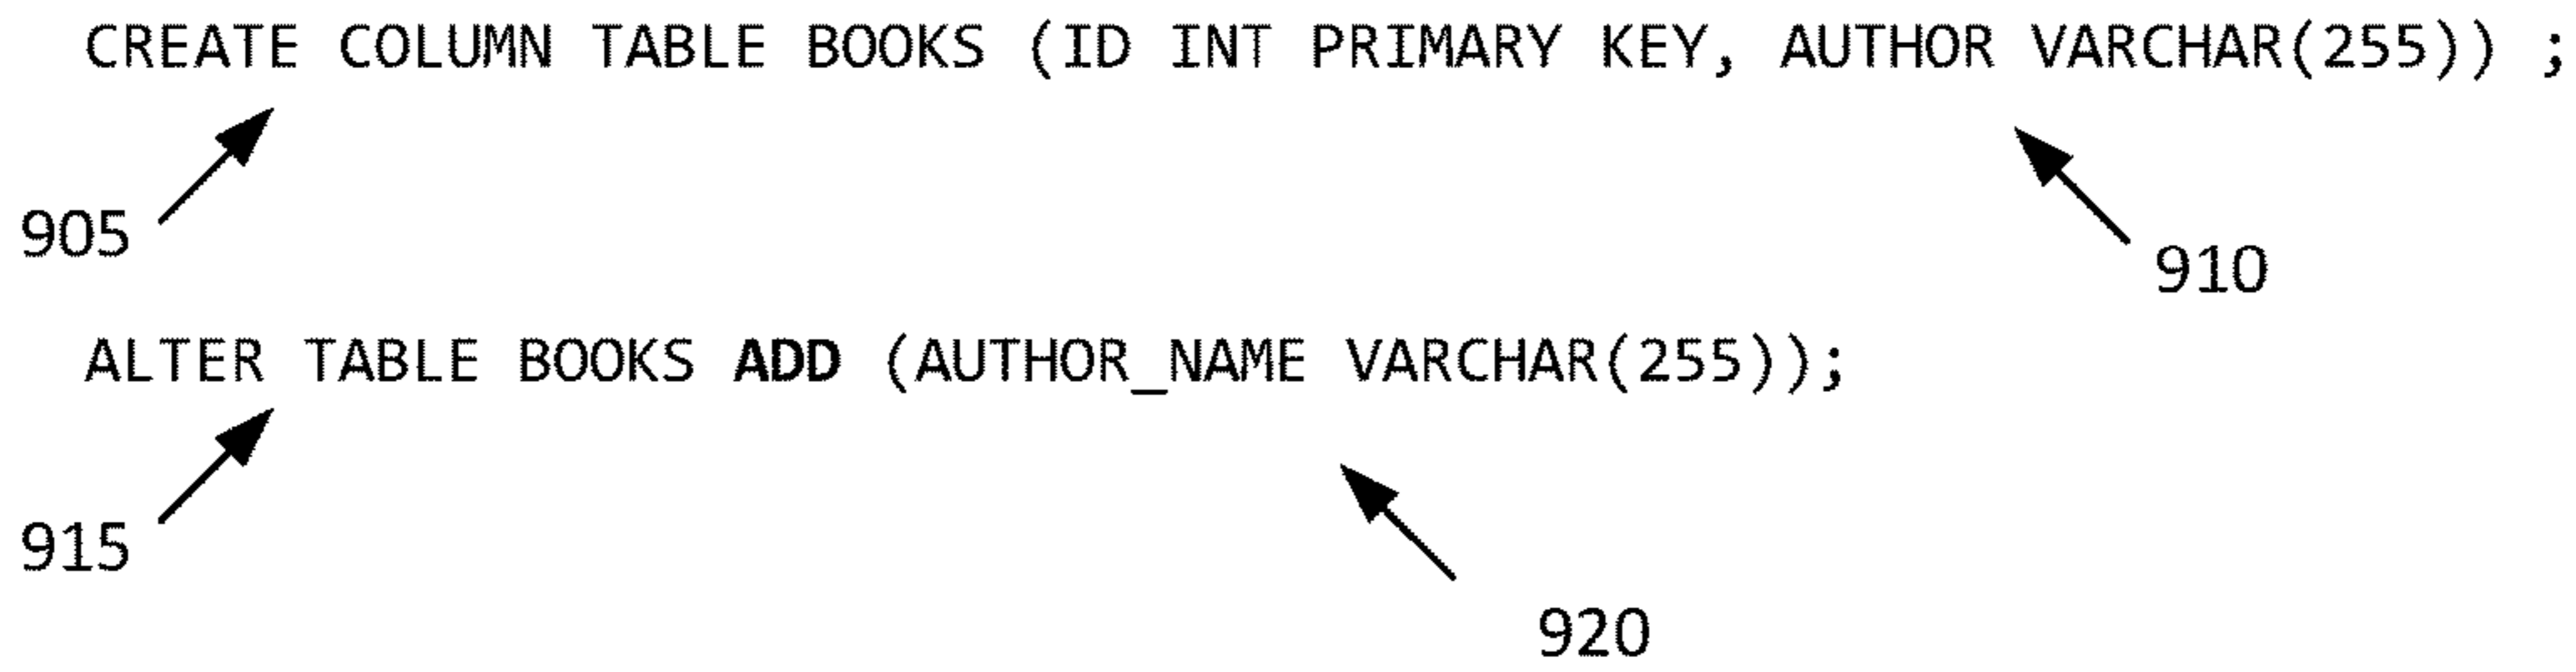 CREATE COLUMN TABLE BOOKS (ID INT PRIMARY KEY, AUTHOR VARCHAR(255)) ;
905
910
ALTER TABLE BOOKS ADD (AUTHOR_NAME VARCHAR(255));
915
920